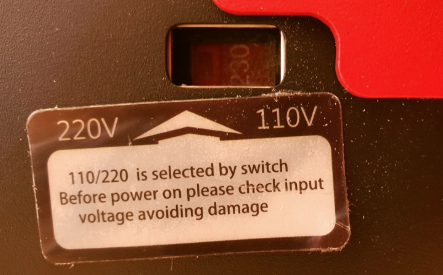 230
220V 110V
110/220 is selected by switch
Before power on please check input
voltage avoiding damage